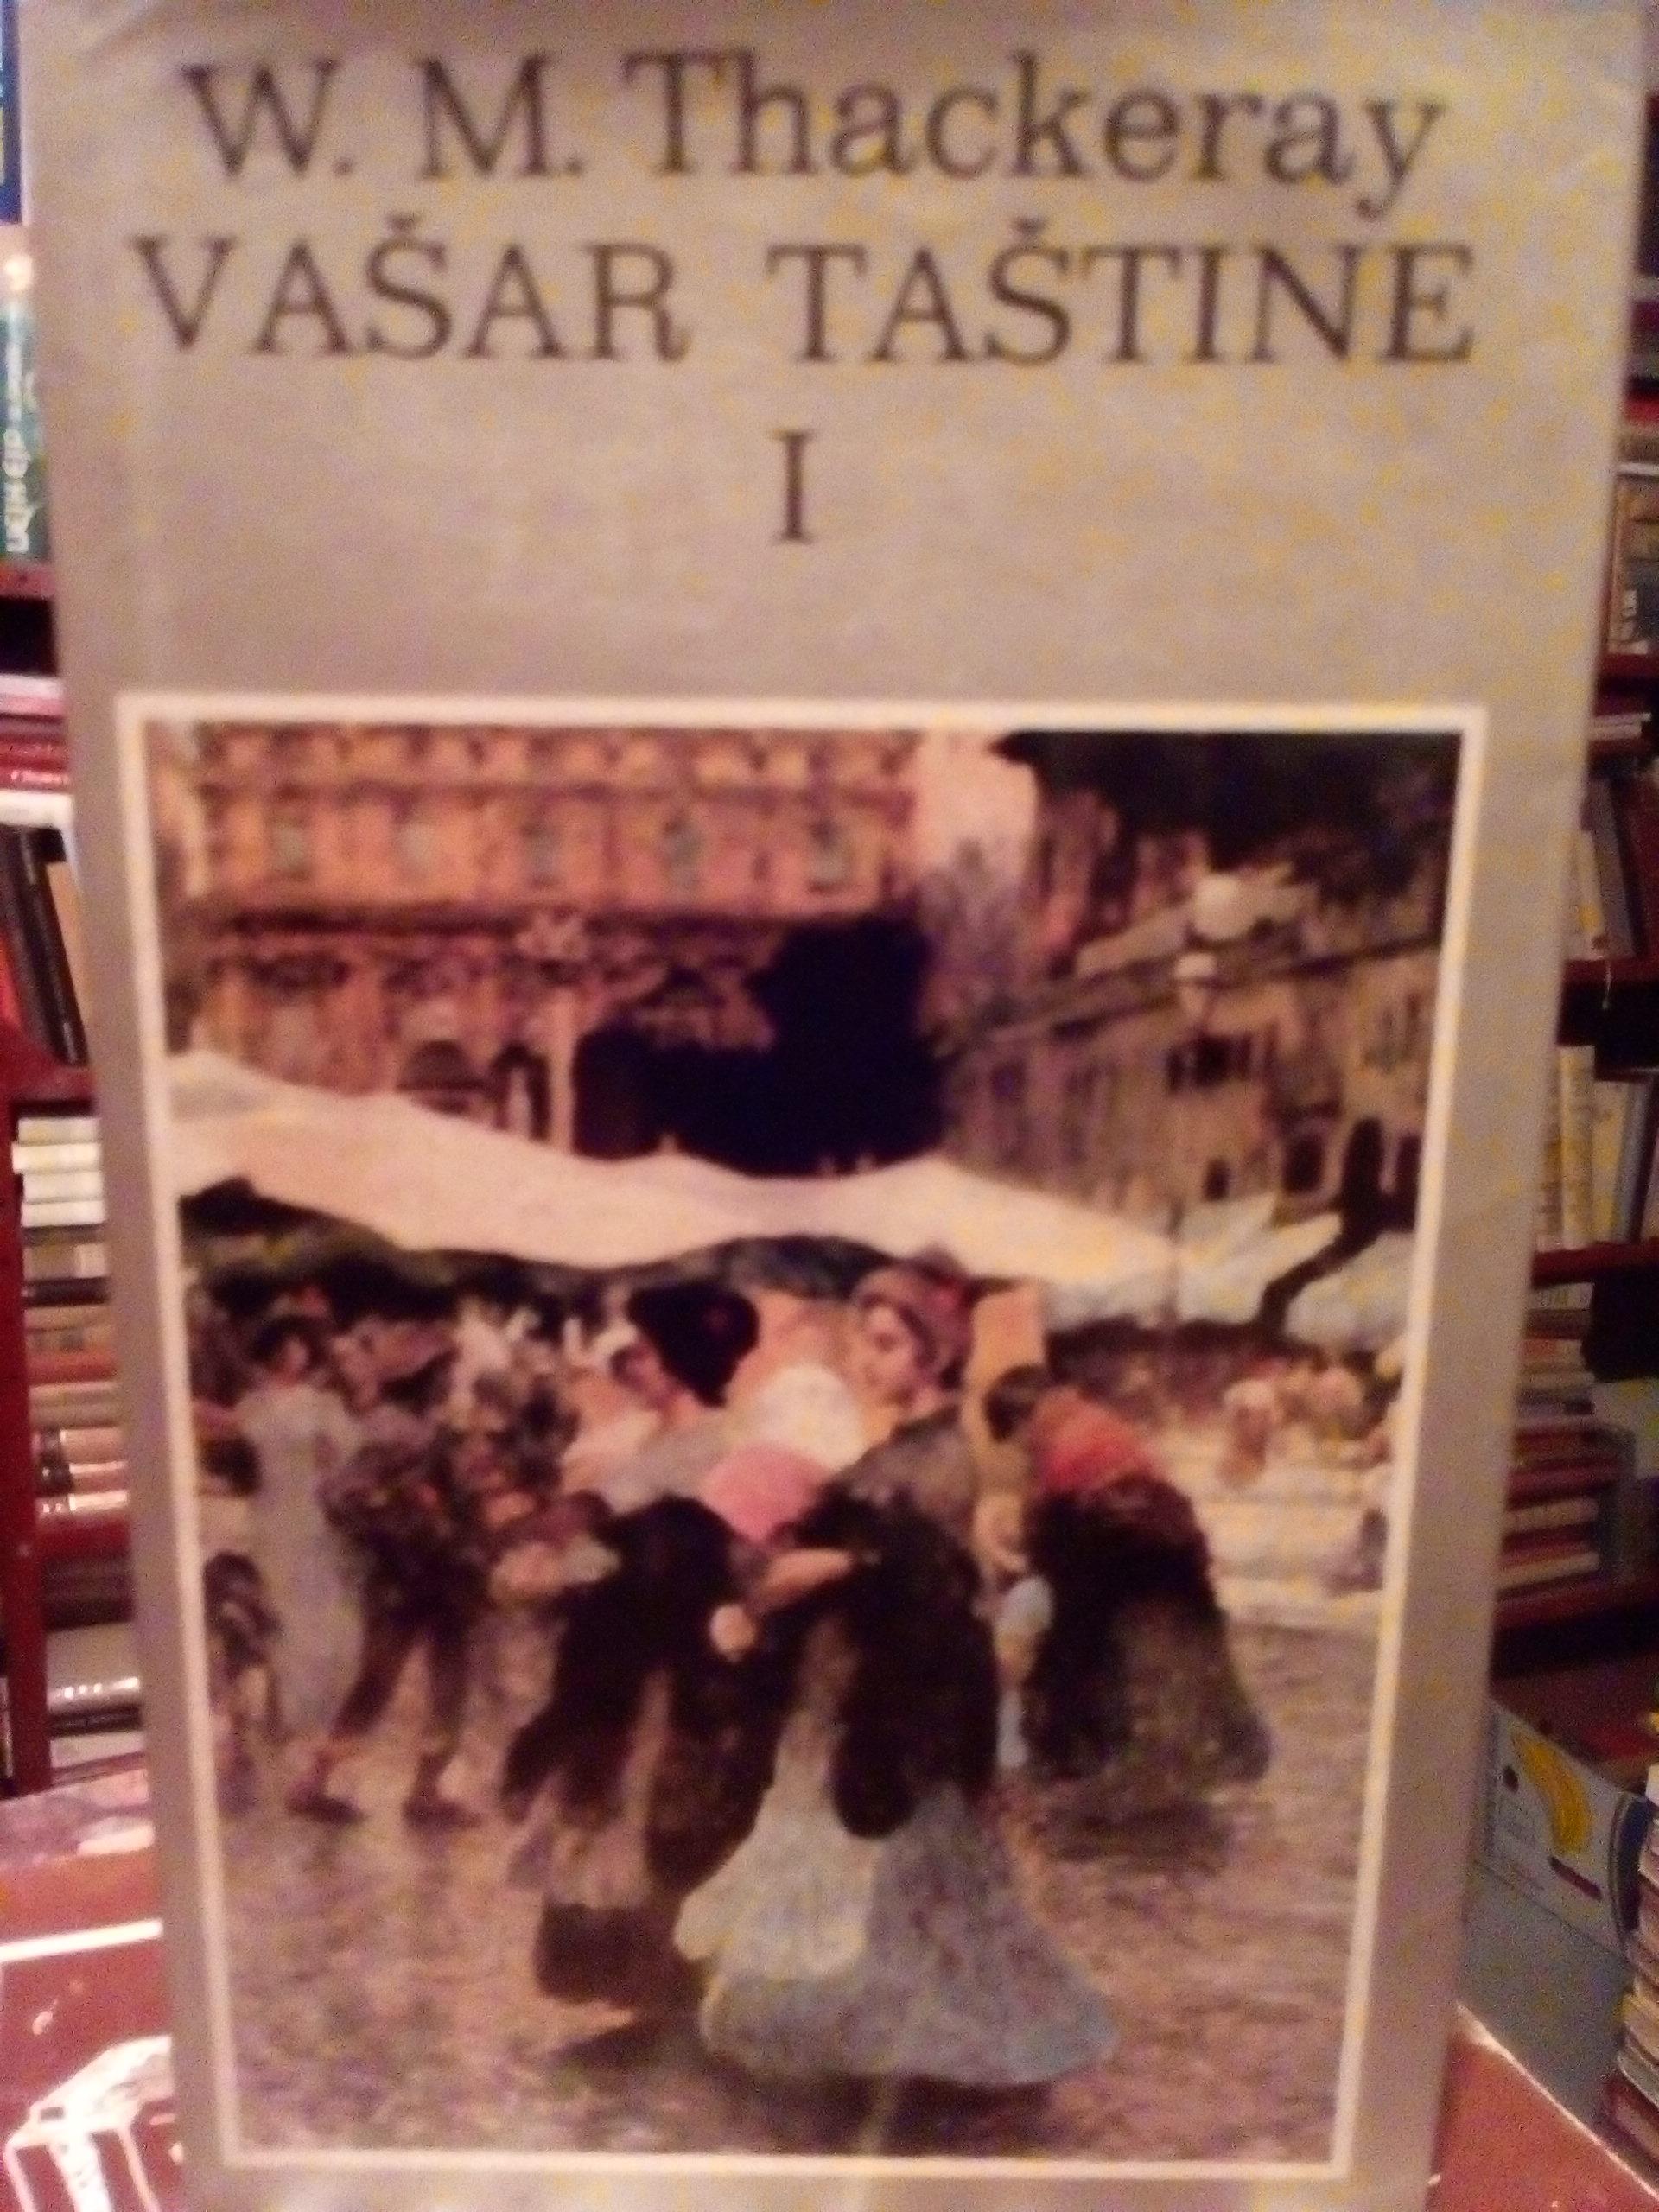 W. M. Thackeray
VAŠAR TAŠTINE
I